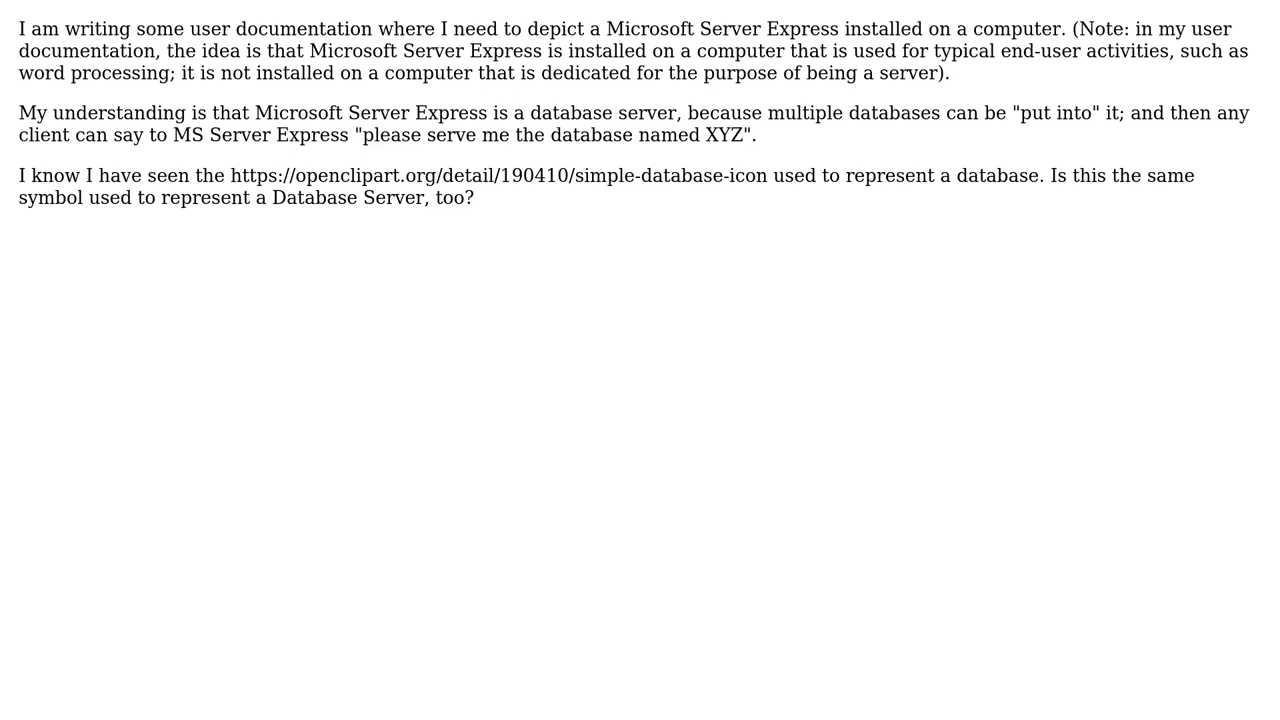 I am writing some user documentation where I need to depict a Microsoft Server Express installed on a computer. (Note: in my user
documentation, the idea is that Microsoft Server Express is installed on a computer that is used for typical end-user activities, such as
word processing; it is not installed on a computer that is dedicated for the purpose of being a server).
My understanding is that Microsoft Server Express is a database server, because multiple databases can be "put into" it; and then any
client can say to MS Server Express "please serve me the database named XYZ".
I know I have seen the https://openclipart.org/detail/190410/simple-database-icon used to represent a database. Is this the same
symbol used to represent a Database Server, too?